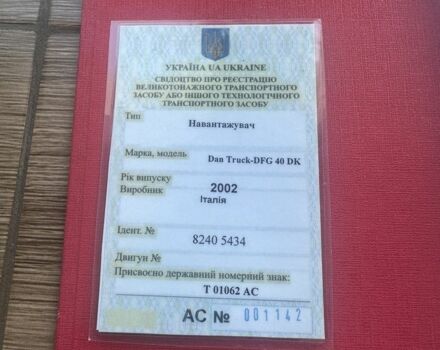 УКРАЇНА UA UKRAINE
СВІДОЦТВО ПРО РЕЄСТРАЦІЮ
ВЕЛИКОТОНАЖНОГО ТРАНСПОРТНОГО
ЗАСОБУ АБО ІНШОГО ТЕХНОЛОГІЧНОГО
ТРАНСПОРТНОГО ЗАСОБУ
Тип Навантажувач
Марка, модель Dan Truck-DFG 40 DK
Рік випуску 2002
Виробник Італія
Ідент. № 8240 5434
Двигун №
Присвоєно державний номерний знак:
Т 01062 АС
АС № 001142